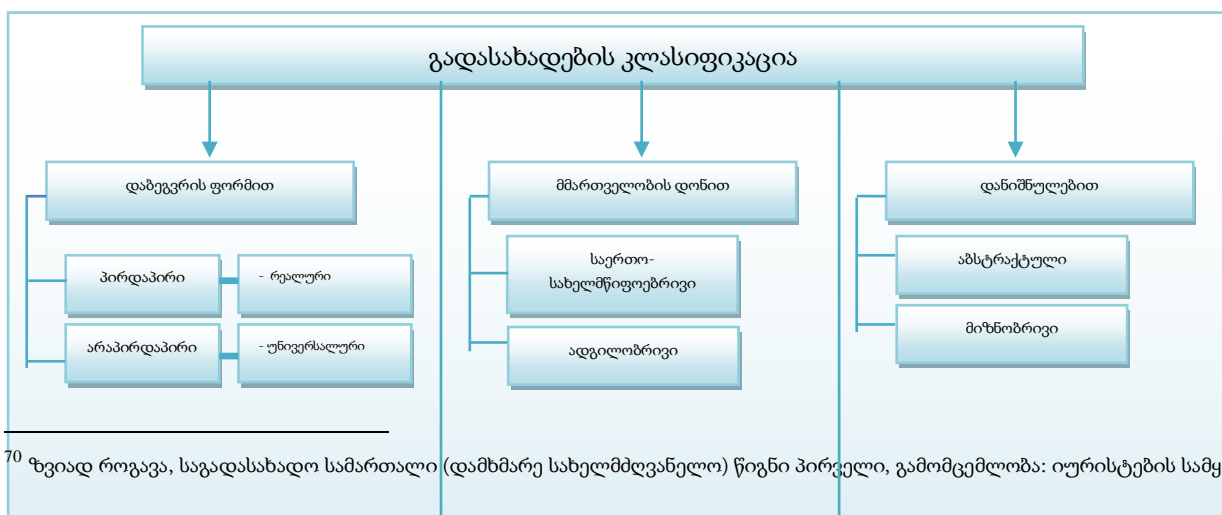 გადასახადების კლასიფიკაცია
დაბეგვრის ფორმით
პირდაპირი
- რეალური
არაპირდაპირი
- უნივერსალური
მმართველობის დონით
საერთო-
სახელმწიფოებრივი
ადგილობრივი
დანიშნულებით
აბსტრაქტული
მიზნობრივი
70 ზვიად როგავა, საგადასახადო სამართალი (დამხმარე სახელმძღვანელო) წიგნი პირველი, გამომცემლობა: იურისტების სამყ